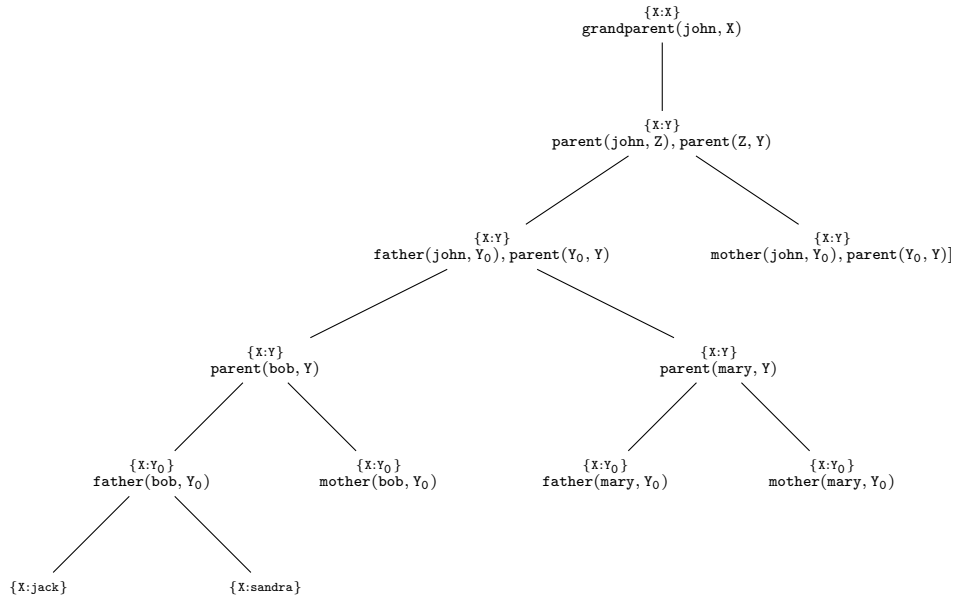 {X:X}
grandparent(john, X)
{X:Y}
parent(john, Z), parent(Z, Y)
{X:Y}
father(john, Y₀), parent(Y₀, Y)
{X:Y}
mother(john, Y₀), parent(Y₀, Y)]
{X:Y}
parent(bob, Y)
{X:Y}
parent(mary, Y)
{X:Y₀}
father(bob, Y₀)
{X:Y₀}
mother(bob, Y₀)
{X:Y₀}
father(mary, Y₀)
{X:Y₀}
mother(mary, Y₀)
{X:jack}
{X:sandra}